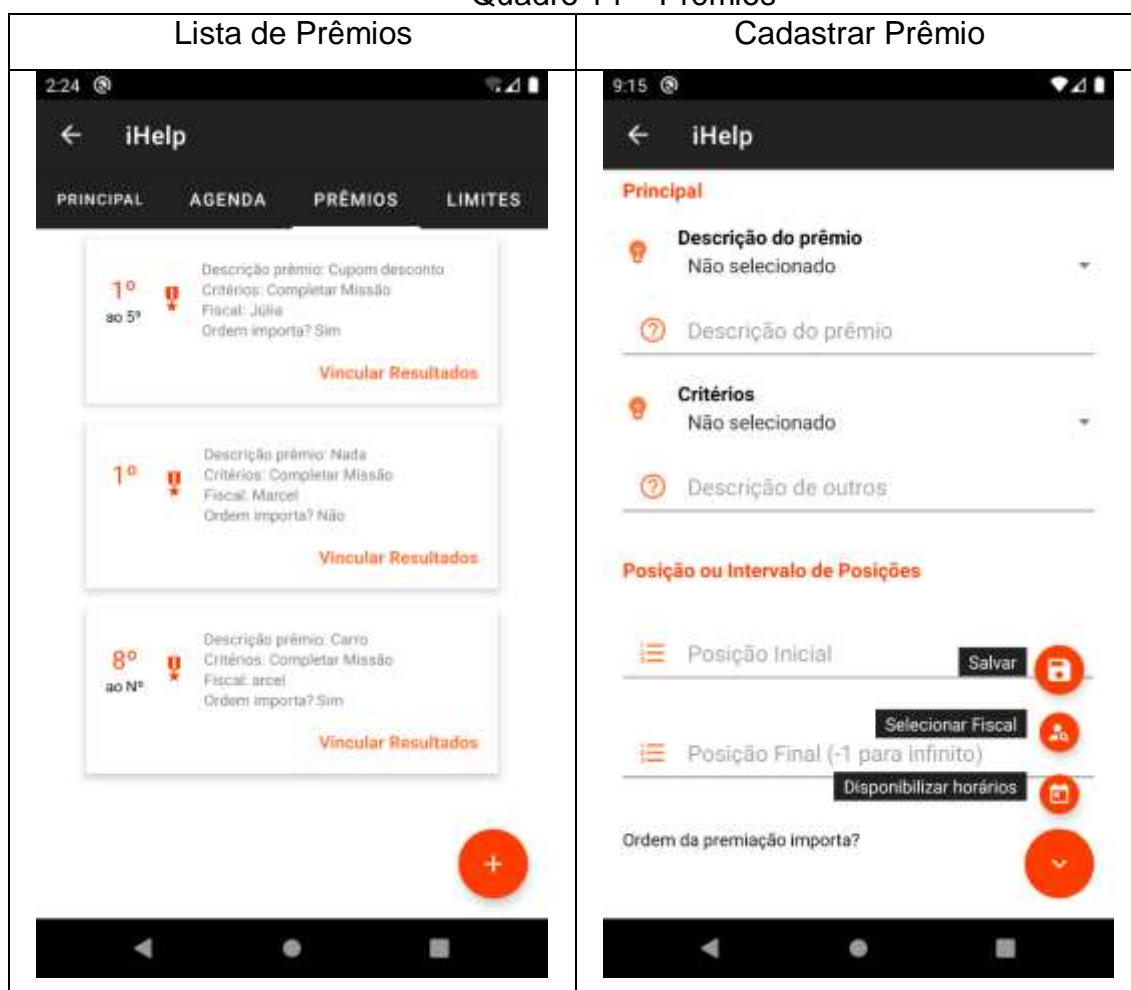 Lista de Prêmios
Cadastrar Prêmio
2:24
iHelp
PRINCIPAL AGENDA PRÊMIOS LIMITES
1º
ao 5º
Descrição prêmio: Cupom desconto
Critérios: Completar Missão
Fiscal: Júlia
Ordem importa? Sim
Vincular Resultados
1º
Descrição prêmio: Nada
Critérios: Completar Missão
Fiscal: Marcel
Ordem importa? Não
Vincular Resultados
8º
ao Nº
Descrição prêmio: Carro
Critérios: Completar Missão
Fiscal: arcel
Ordem importa? Sim
Vincular Resultados
+
9:15
iHelp
Principal
Descrição do prêmio
Não selecionado
Descrição do prêmio
Critérios
Não selecionado
Descrição de outros
Posição ou Intervalo de Posições
Posição Inicial
Salvar
Selecionar Fiscal
Posição Final (-1 para infinito)
Disponibilizar horários
Ordem da premiação importa?